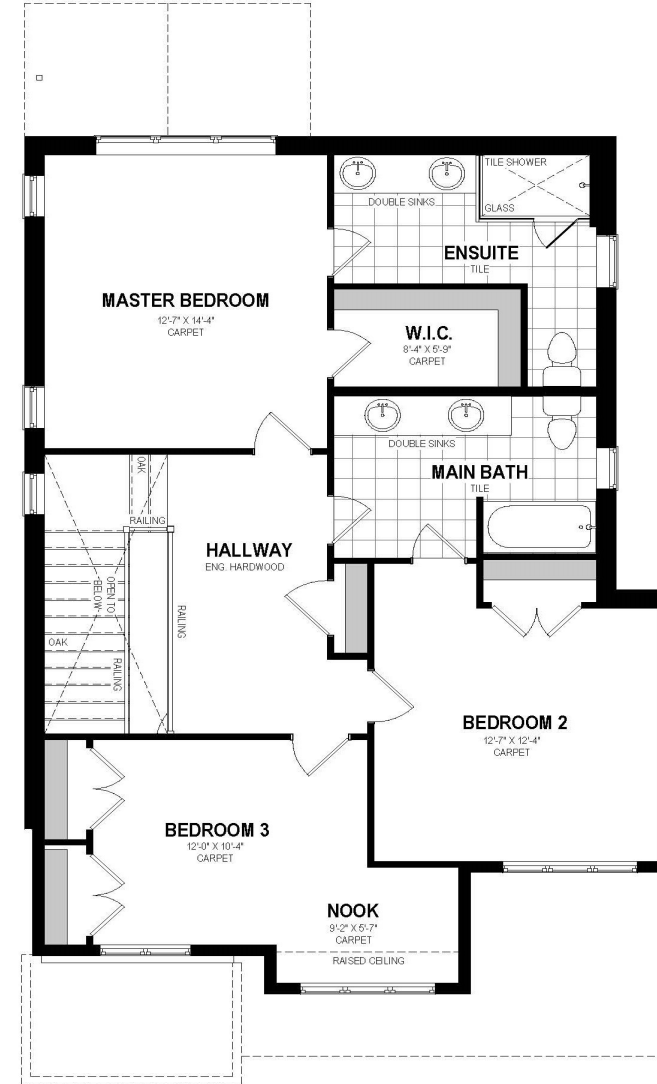 TILE SHOWER
GLASS
DOUBLE SINKS
ENSUITE
TILE
MASTER BEDROOM
12'-7" X 14'-4"
CARPET
W.I.C.
8'-4" X 5'-9"
CARPET
DOUBLE SINKS
MAIN BATH
TILE
OAK
RAILING
HALLWAY
ENG. HARDWOOD
OPEN TO
BELOW
RAILING
OAK
RAILING
BEDROOM 2
12'-7" X 12'-4"
CARPET
BEDROOM 3
12'-0" X 10'-4"
CARPET
NOOK
9'-2" X 5'-7"
CARPET
RAISED CEILING